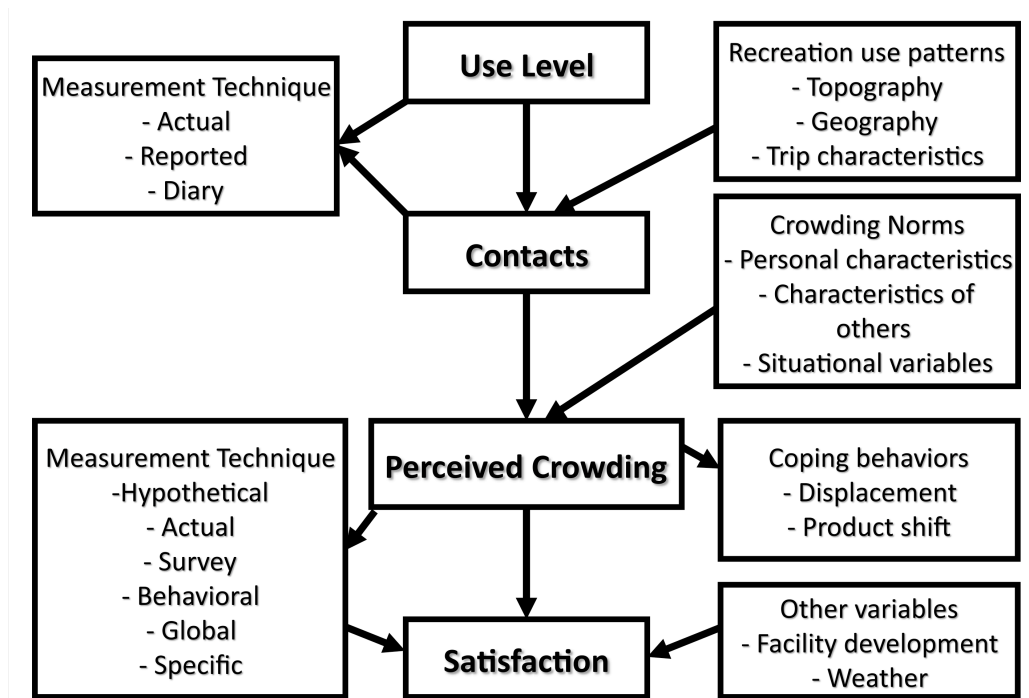 Use Level
Measurement Technique
- Actual
- Reported
- Diary
Recreation use patterns
- Topography
- Geography
- Trip characteristics
Contacts
Crowding Norms
- Personal characteristics
- Characteristics of
others
- Situational variables
Perceived Crowding
Measurement Technique
-Hypothetical
- Actual
- Survey
- Behavioral
- Global
- Specific
Coping behaviors
- Displacement
- Product shift
Satisfaction
Other variables
- Facility development
- Weather